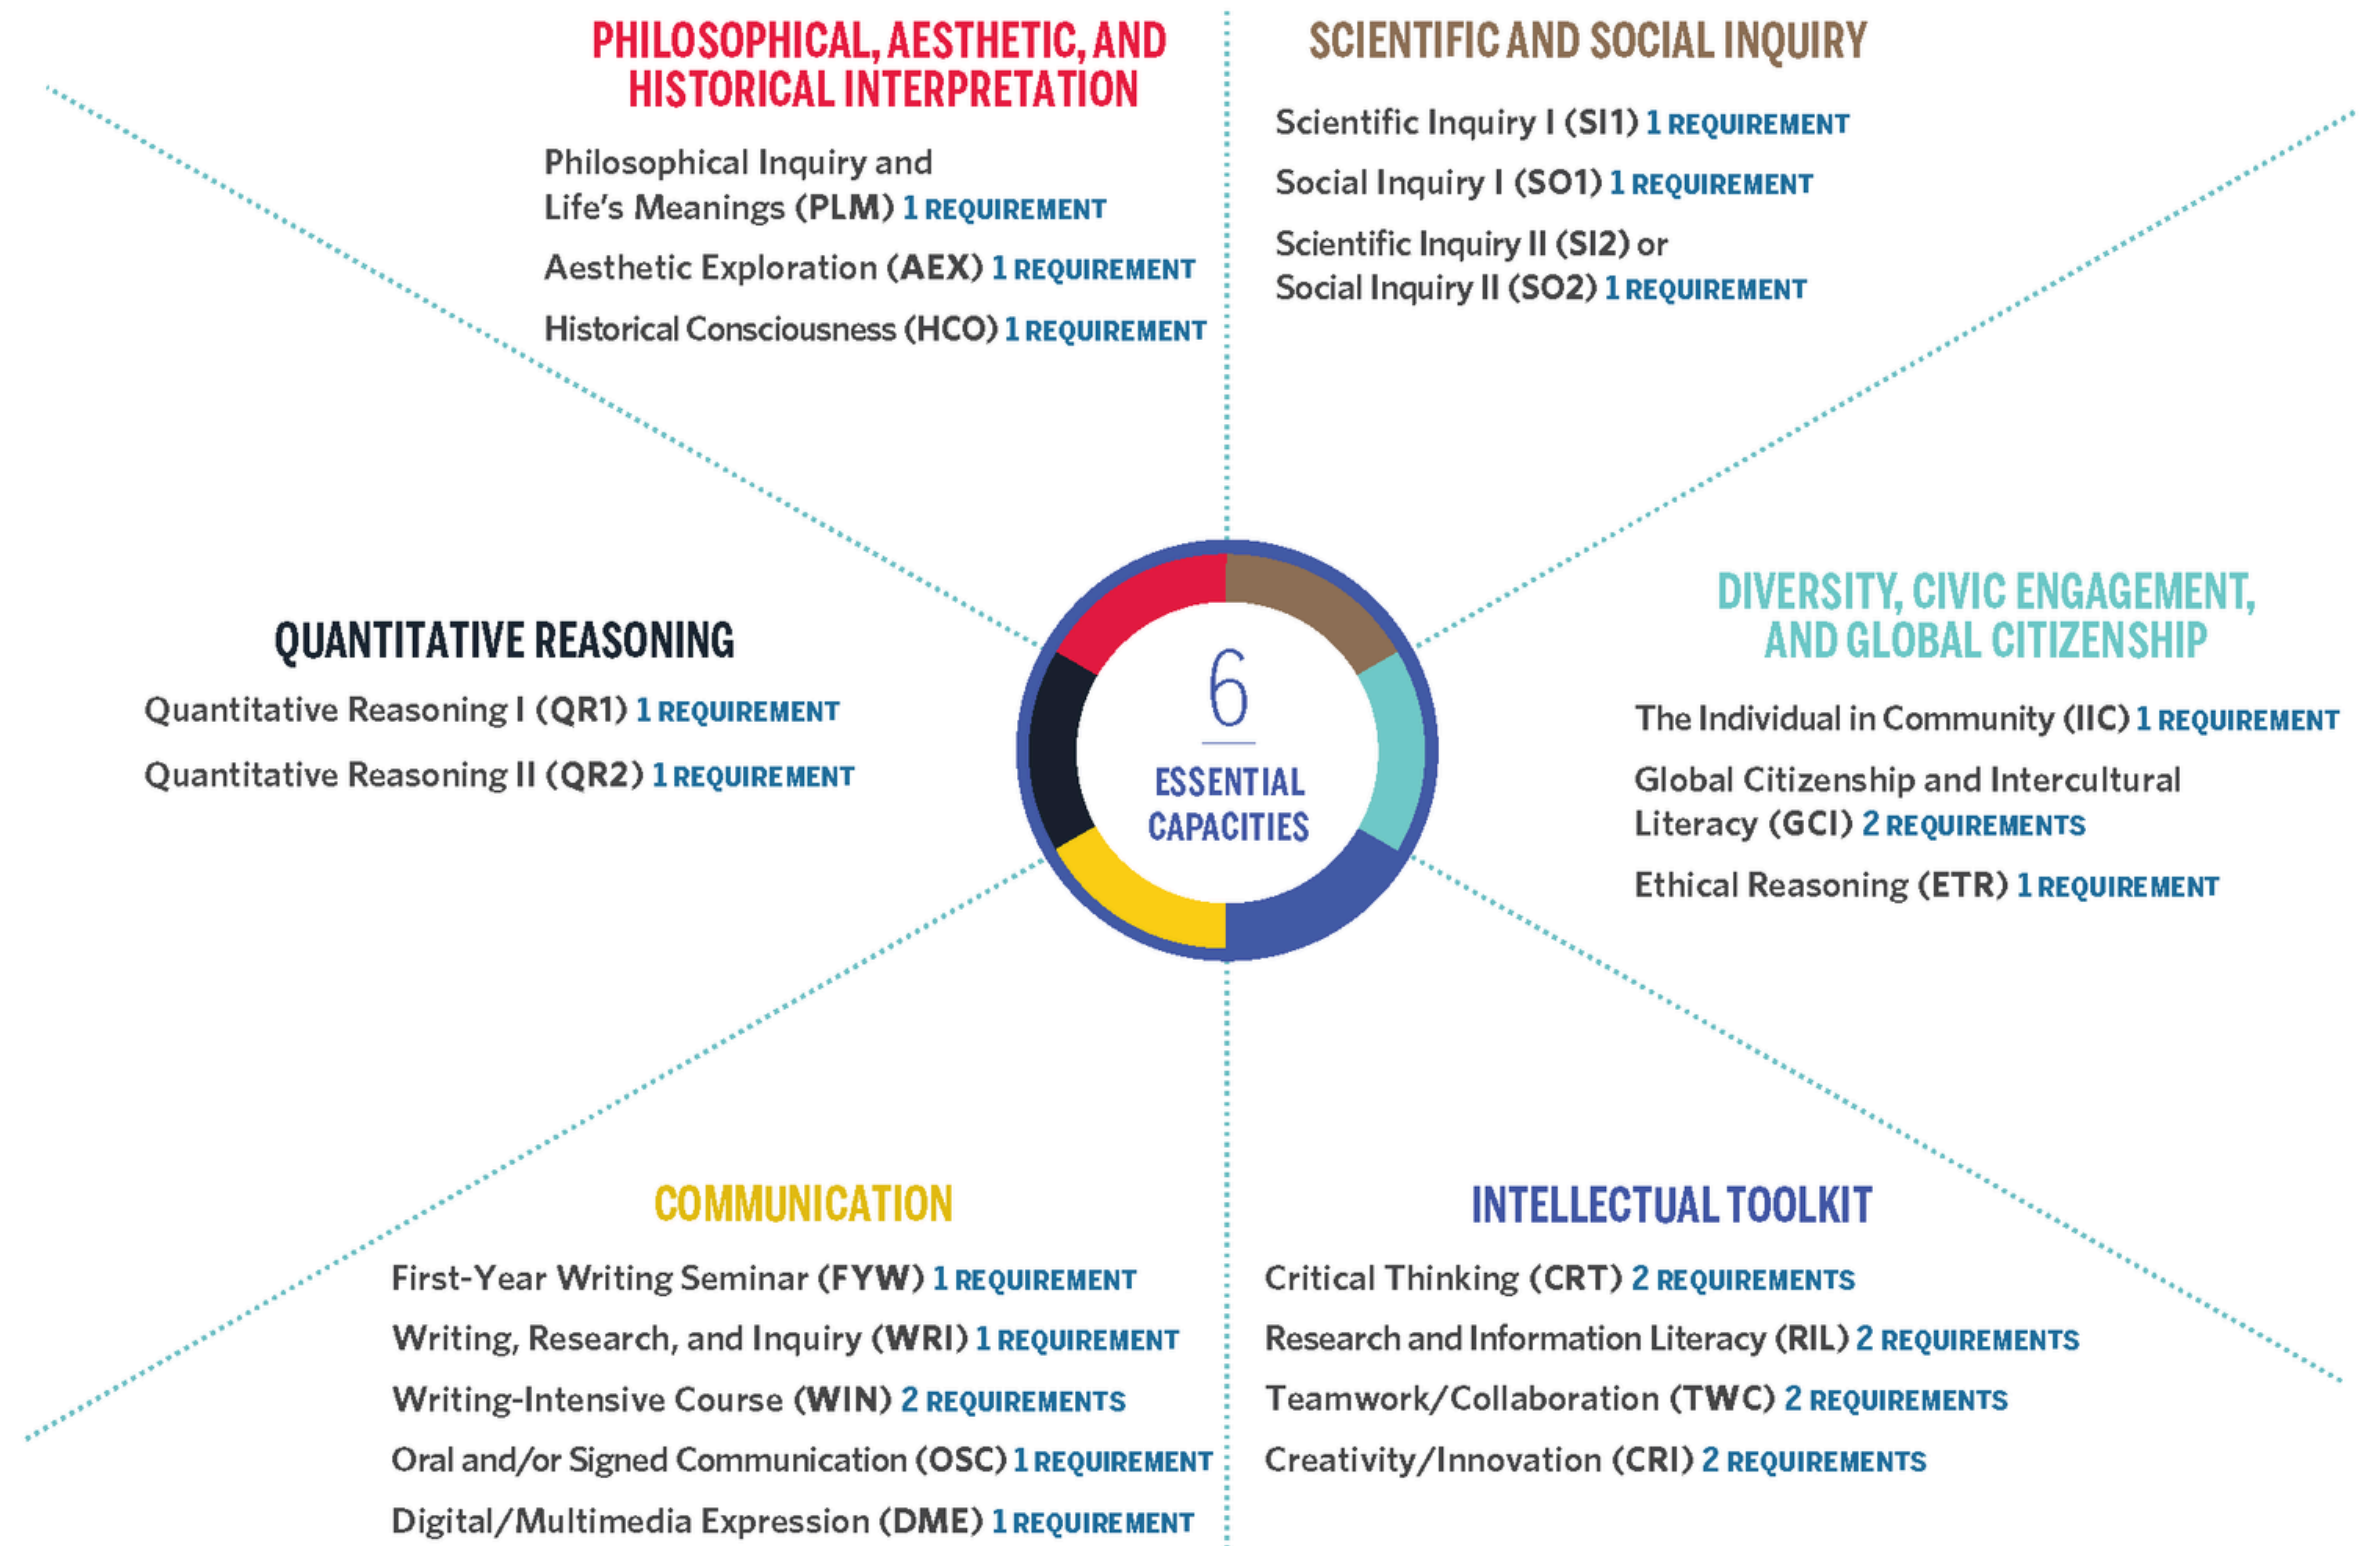 PHILOSOPHICAL, AESTHETIC, AND
HISTORICAL INTERPRETATION
Philosophical Inquiry and
Life's Meanings (PLM) 1 REQUIREMENT
Aesthetic Exploration (AEX) 1 REQUIREMENT
Historical Consciousness (HCO) 1 REQUIREMENT
SCIENTIFIC AND SOCIAL INQUIRY
Scientific Inquiry I (SI1) 1 REQUIREMENT
Social Inquiry I (SO1) 1 REQUIREMENT
Scientific Inquiry II (SI2) or
Social Inquiry II (SO2) 1 REQUIREMENT
QUANTITATIVE REASONING
Quantitative Reasoning I (QR1) 1 REQUIREMENT
Quantitative Reasoning II (QR2) 1 REQUIREMENT
6
ESSENTIAL
CAPACITIES
DIVERSITY, CIVIC ENGAGEMENT,
AND GLOBAL CITIZENSHIP
The Individual in Community (IIC) 1 REQUIREMENT
Global Citizenship and Intercultural
Literacy (GCI) 2 REQUIREMENTS
Ethical Reasoning (ETR) 1 REQUIREMENT
COMMUNICATION
First-Year Writing Seminar (FYW) 1 REQUIREMENT
Writing, Research, and Inquiry (WRI) 1 REQUIREMENT
Writing-Intensive Course (WIN) 2 REQUIREMENTS
Oral and/or Signed Communication (OSC) 1 REQUIREMENT
Digital/Multimedia Expression (DME) 1 REQUIREMENT
INTELLECTUAL TOOLKIT
Critical Thinking (CRT) 2 REQUIREMENTS
Research and Information Literacy (RIL) 2 REQUIREMENTS
Teamwork/Collaboration (TWC) 2 REQUIREMENTS
Creativity/Innovation (CRI) 2 REQUIREMENTS